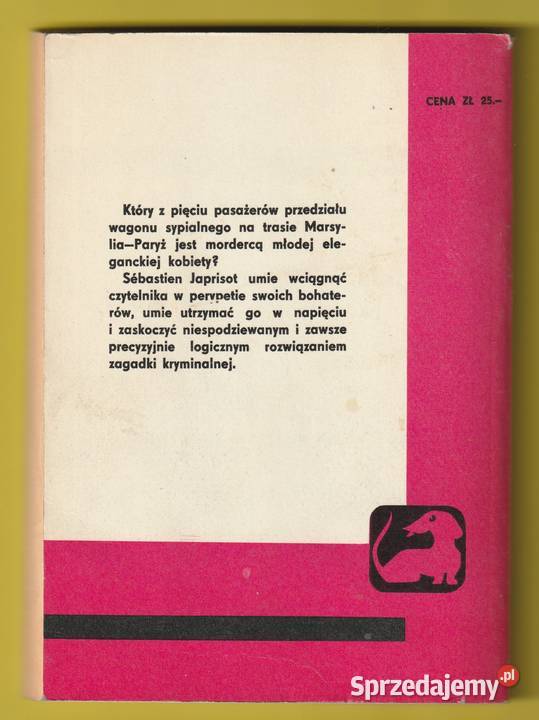 CENA ZŁ 25.—
Który z pięciu pasażerów przedziału
wagonu sypialnego na trasie Marsy-
lia—Paryż jest mordercą młodej ele-
ganckiej kobiety?
Sébastien Japrisot umie wciągnąć
czytelnika w perypetie swoich bohate-
rów, umie utrzymać go w napięciu
i zaskoczyć niespodziewanym i zawsze
precyzyjnie logicznym rozwiązaniem
zagadki kryminalnej.
Sprzedajemy.pl